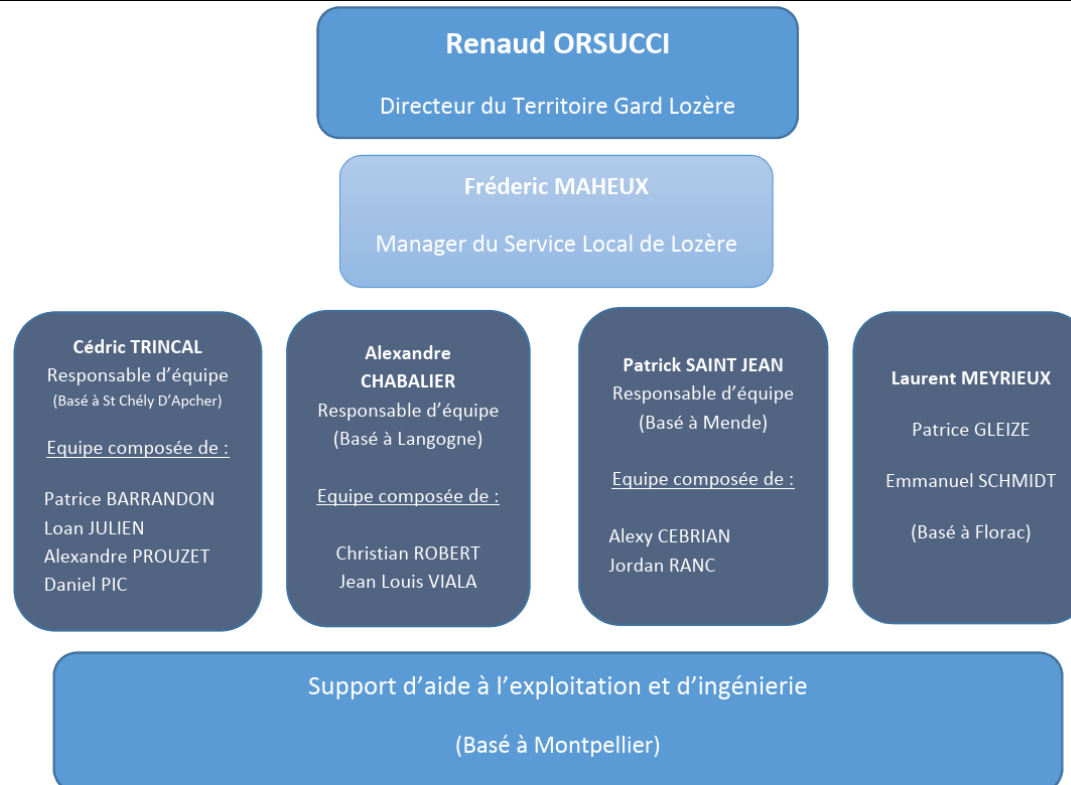 Renaud ORSUCCI
Directeur du Territoire Gard Lozère
Fréderic MAHEUX
Manager du Service Local de Lozère
Cédric TRINCAL
Responsable d’équipe
(Basé à St Chély D’Apcher)
Equipe composée de :
Patrice BARRANDON
Loan JULIEN
Alexandre PROUZET
Daniel PIC
Alexandre
CHABALIER
Responsable d’équipe
(Basé à Langogne)
Equipe composée de :
Christian ROBERT
Jean Louis VIALA
Patrick SAINT JEAN
Responsable d’équipe
(Basé à Mende)
Equipe composée de :
Alexy CEBRIAN
Jordan RANC
Laurent MEYRIEUX
Patrice GLEIZE
Emmanuel SCHMIDT
(Basé à Florac)
Support d’aide à l’exploitation et d’ingénierie
(Basé à Montpellier)